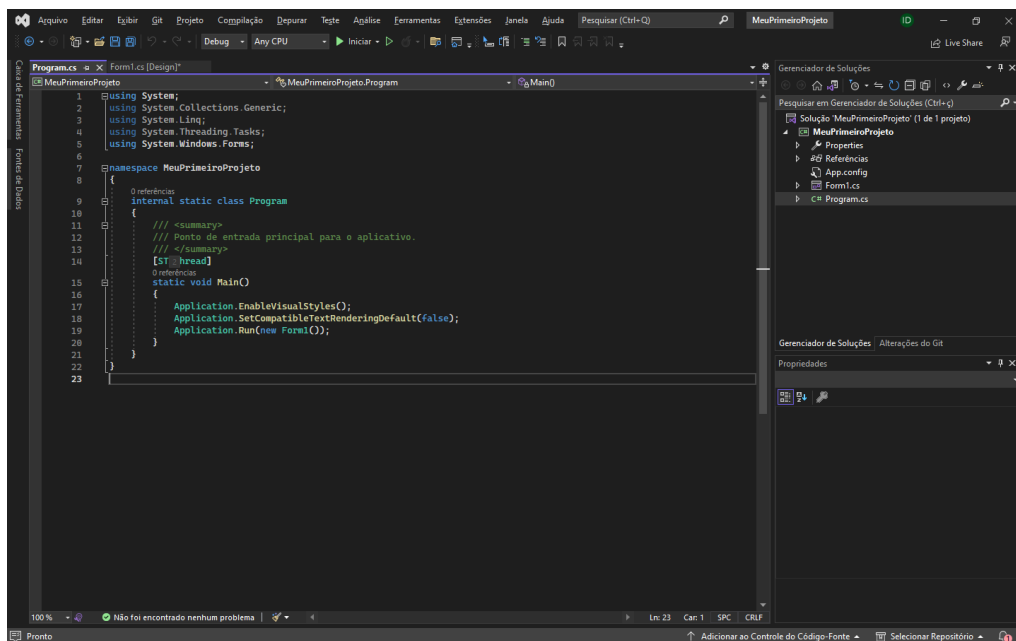 Arquivo Editar Exibir Git Projeto Compilação Depurar Teste Análise Ferramentas Extensões Janela Ajuda Pesquisar (Ctrl+Q) MeuPrimeiroProjeto ID
Debug Any CPU Iniciar Live Share
Caixa de Ferramentas
Fontes de Dados
Program.cs Form1.cs [Design]*
MeuPrimeiroProjeto MeuPrimeiroProjeto.Program Main()
1 using System;
2 using System.Collections.Generic;
3 using System.Linq;
4 using System.Threading.Tasks;
5 using System.Windows.Forms;
6
7 namespace MeuPrimeiroProjeto
8 {
0 referências
9 internal static class Program
10 {
11 /// <summary>
12 /// Ponto de entrada principal para o aplicativo.
13 /// </summary>
14 [ST hread]
0 referências
15 static void Main()
16 {
17 Application.EnableVisualStyles();
18 Application.SetCompatibleTextRenderingDefault(false);
19 Application.Run(new Form1());
20 }
21 }
22 }
23
100 % Não foi encontrado nenhum problema Ln: 23 Car: 1 SPC CRLF
Gerenciador de Soluções
Pesquisar em Gerenciador de Soluções (Ctrl+ç)
Solução 'MeuPrimeiroProjeto' (1 de 1 projeto)
MeuPrimeiroProjeto
Properties
Referências
App.config
Form1.cs
C# Program.cs
Gerenciador de Soluções Alterações do Git
Propriedades
Pronto Adicionar ao Controle do Código-Fonte Selecionar Repositório 1